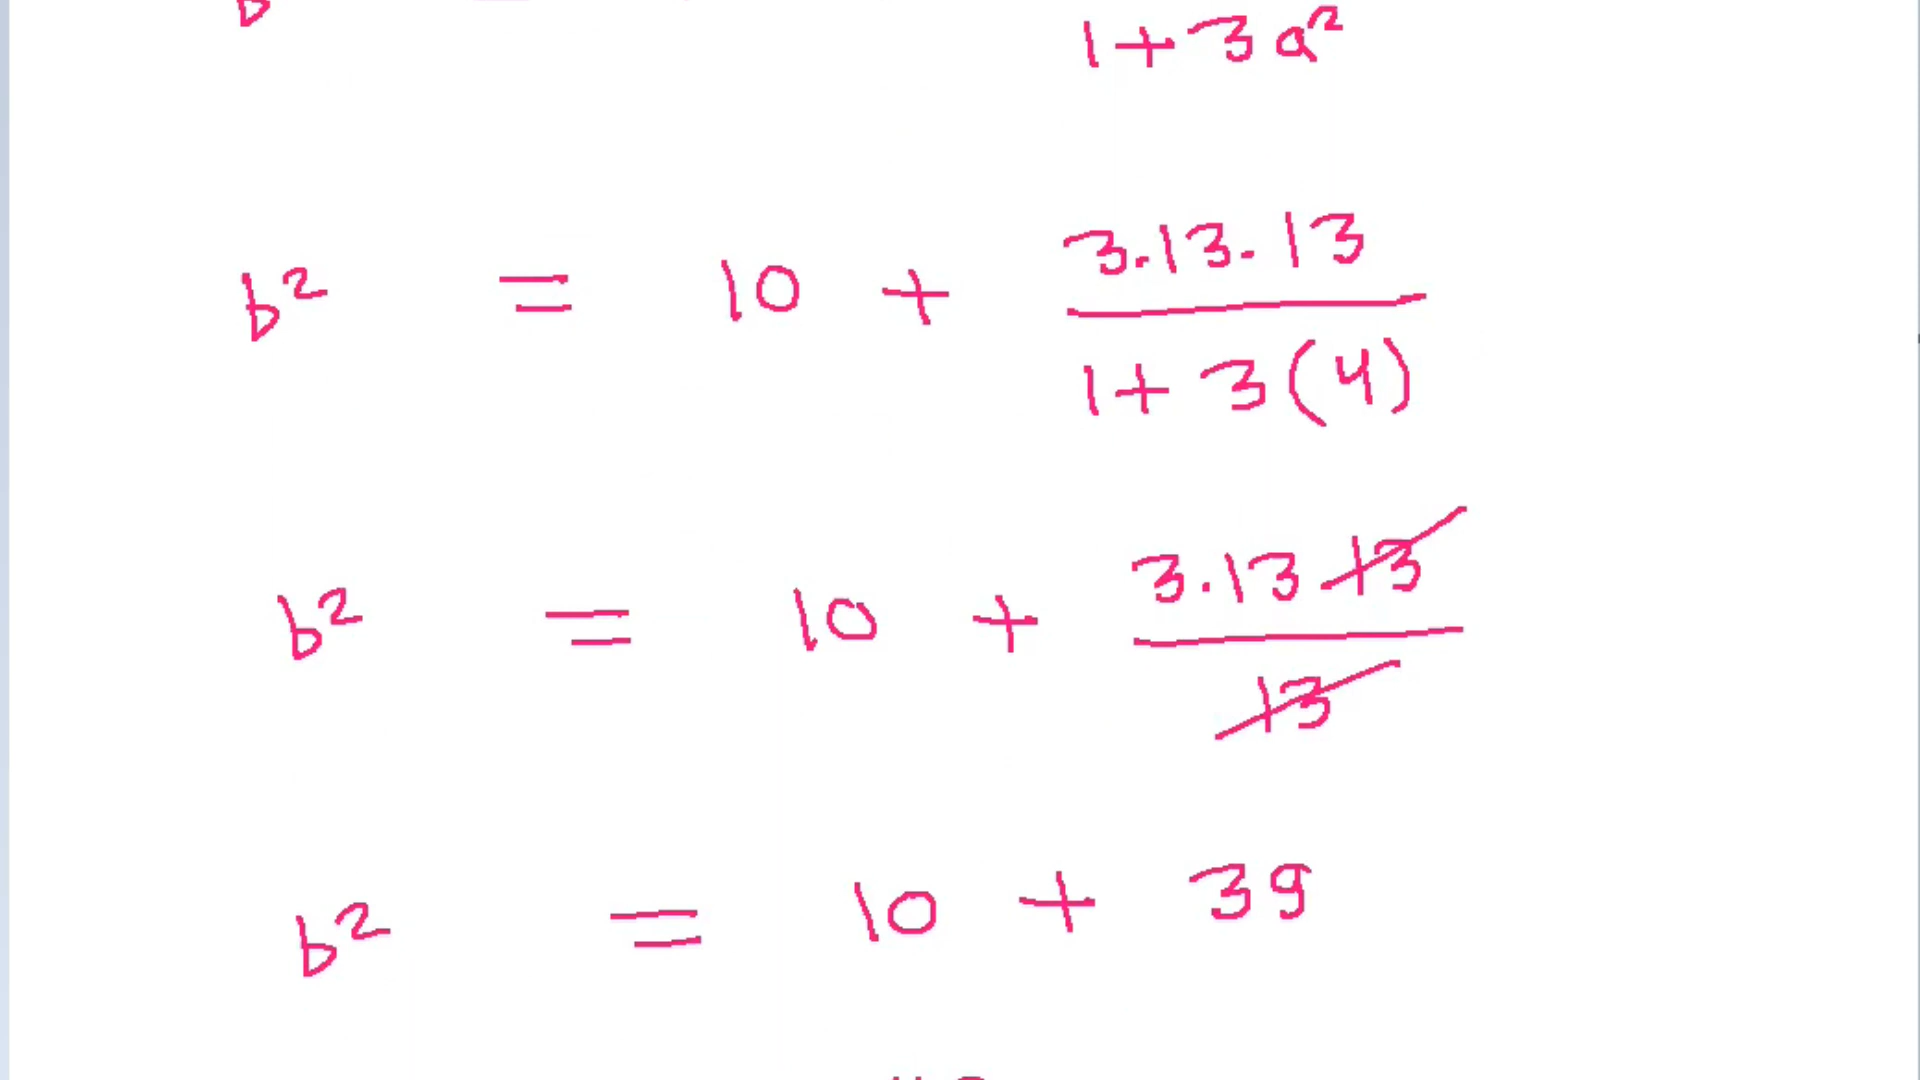 b
1+3a²
b² = 10 + 3.13.13 / 1+3(4)
b² = 10 + 3.13 13 / 13
b² = 10 + 39